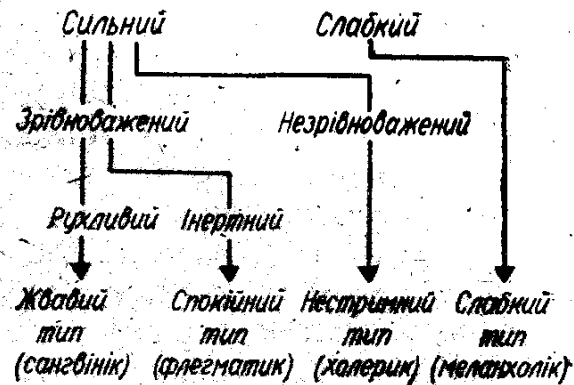 Сильний Слабкий
Зрівноважений Незрівноважений
Рухливий Інертний
Жвавий Спокійний Нестримний Слабкий
тип тип тип тип
(сангвінік) (флегматик) (холерик) (меланхолік)